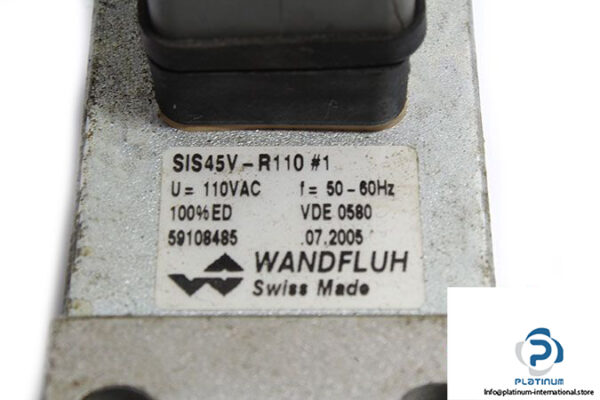 SIS45V-R110 #1
U= 110VAC f= 50-60Hz
100%ED VDE 0580
59108485 .07.2005
WANDFLUH
Swiss Made
PLATINUM
platinum-international.store